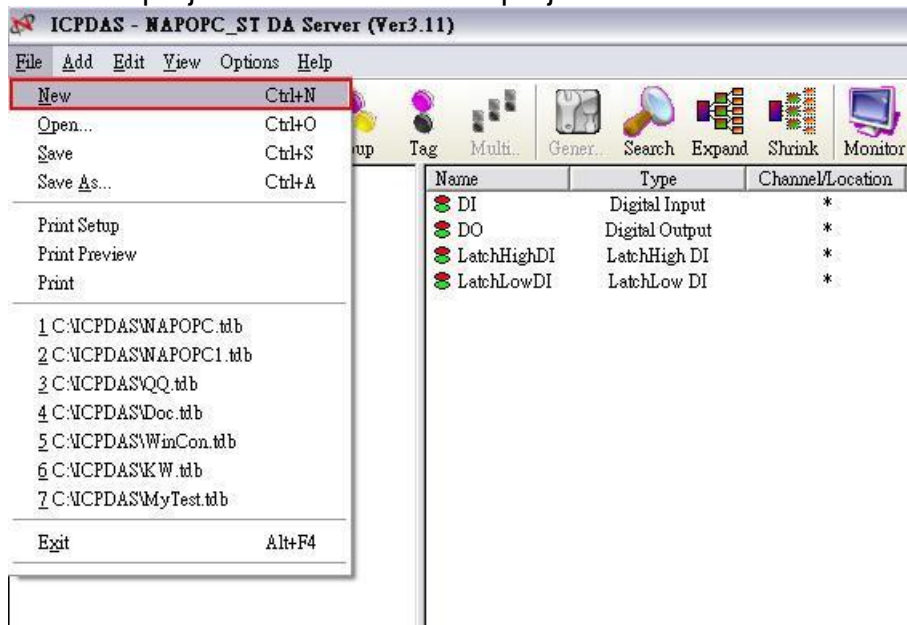 ICPDAS - NAPOPC_ST DA Server (Ver3.11)
File Add Edit View Options Help
New Ctrl+N
Open... Ctrl+O
Save Ctrl+S
Save As... Ctrl+A
Print Setup
Print Preview
Print
1 C:\ICPDAS\NAPOPC.tdb
2 C:\ICPDAS\NAPOPC1.tdb
3 C:\ICPDAS\QQ.tdb
4 C:\ICPDAS\Doc.tdb
5 C:\ICPDAS\WinCon.tdb
6 C:\ICPDAS\KW.tdb
7 C:\ICPDAS\MyTest.tdb
Exit Alt+F4
up Tag Multi.. Gener.. Search Expand Shrink Monitor
Name Type Channel/Location
DI Digital Input *
DO Digital Output *
LatchHighDI LatchHigh DI *
LatchLowDI LatchLow DI *